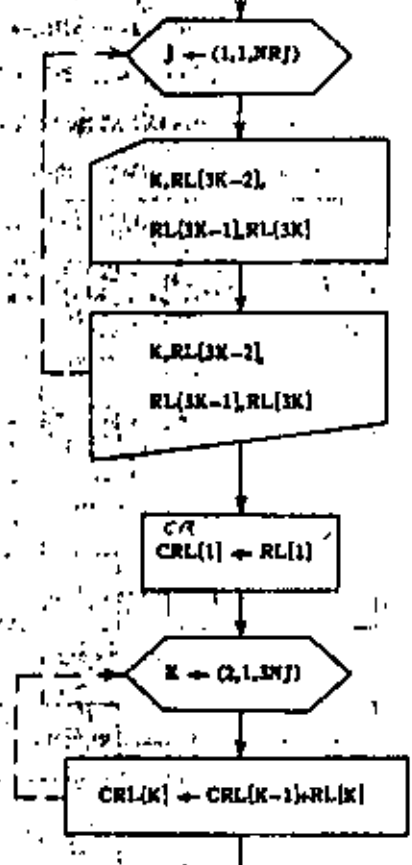 J ← (1,1,NRJ)
K,RL[3K-2],
RL[3K-1],RL[3K]
K,RL[3K-2],
RL[3K-1],RL[3K]
CR
CRL[1] ← RL[1]
K ← (2,1,3NJ)
CRL[K] ← CRL[K-1]+RL[K]